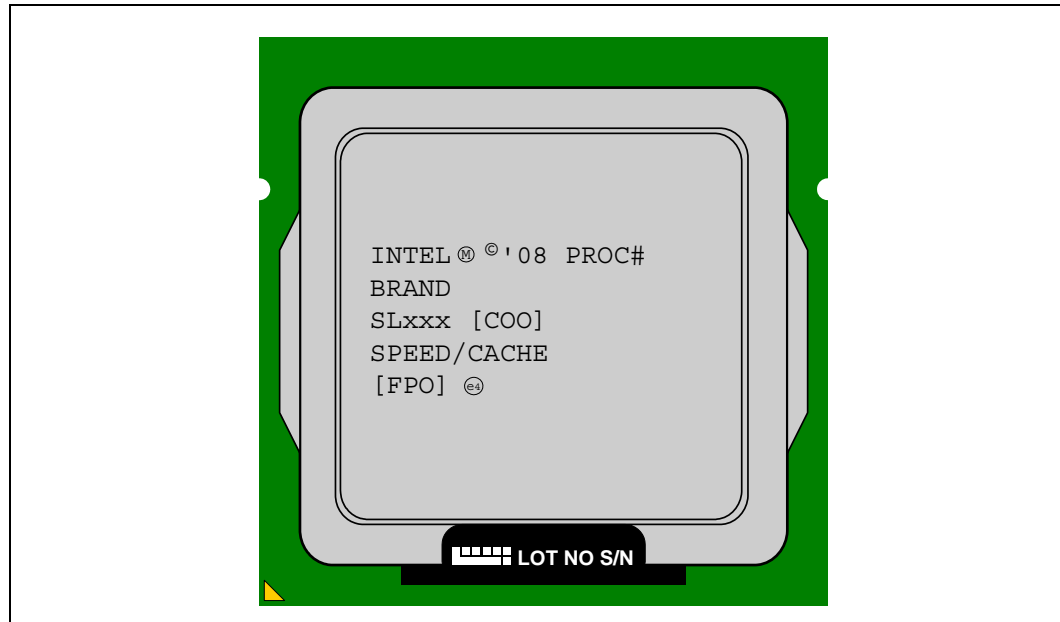 INTEL Ⓜ ©'08 PROC#
BRAND
SLxxx [COO]
SPEED/CACHE
[FPO] (e4)
LOT NO S/N